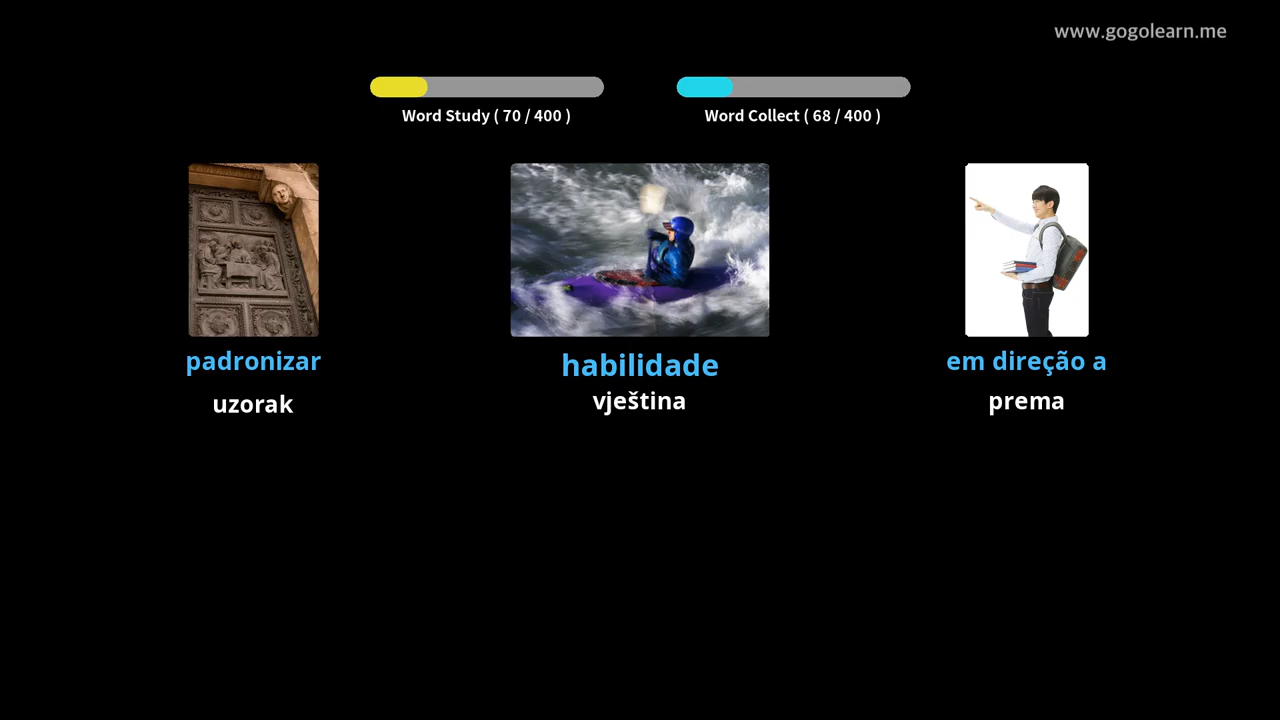 www.gogolearn.me
Word Study ( 70 / 400 )
Word Collect ( 68 / 400 )
padronizar
uzorak
habilidade
vještina
em direção a
prema